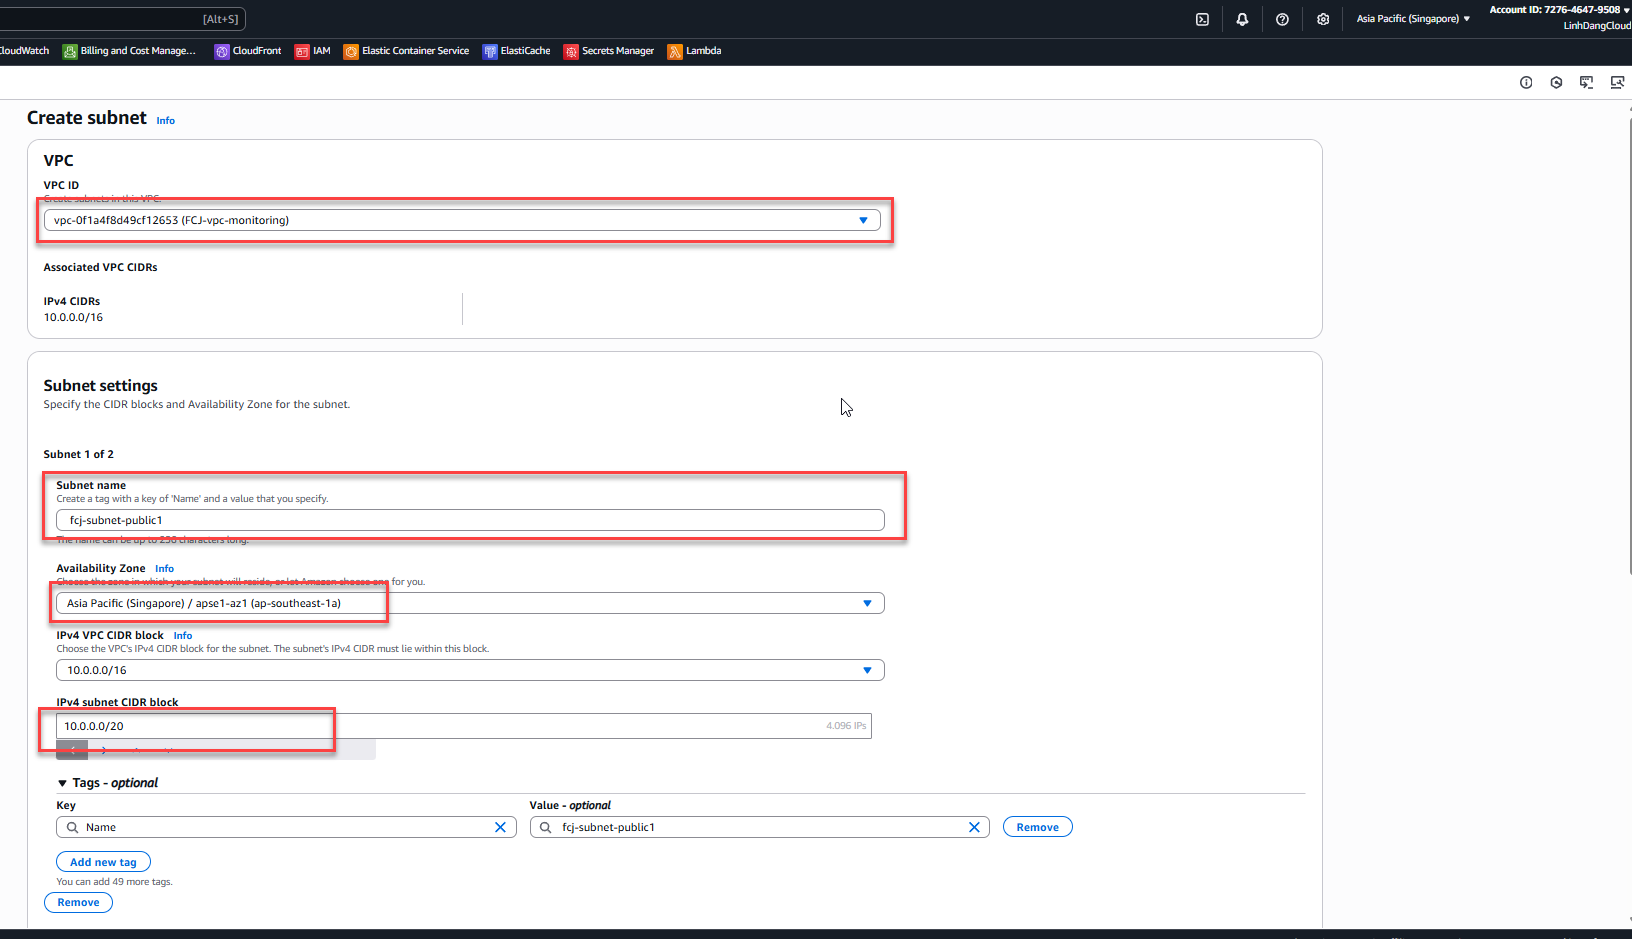 [Alt+S]
Asia Pacific (Singapore)
Account ID: 7276-4647-9508
LinhDangCloud
CloudWatch
Billing and Cost Manage...
CloudFront
IAM
Elastic Container Service
ElastiCache
Secrets Manager
Lambda
Create subnet Info
VPC
VPC ID
Create subnets in this VPC.
vpc-0f1a4f8d49cf12653 (FCJ-vpc-monitoring)
Associated VPC CIDRs
IPv4 CIDRs
10.0.0.0/16
Subnet settings
Specify the CIDR blocks and Availability Zone for the subnet.
Subnet 1 of 2
Subnet name
Create a tag with a key of 'Name' and a value that you specify.
fcj-subnet-public1
The name can be up to 256 characters long.
Availability Zone Info
Choose the zone in which your subnet will reside, or let Amazon choose one for you.
Asia Pacific (Singapore) / apse1-az1 (ap-southeast-1a)
IPv4 VPC CIDR block Info
Choose the VPC's IPv4 CIDR block for the subnet. The subnet's IPv4 CIDR must lie within this block.
10.0.0.0/16
IPv4 subnet CIDR block
10.0.0.0/20
4.096 IPs
Tags - optional
Key
Value - optional
Name
fcj-subnet-public1
Remove
Add new tag
You can add 49 more tags.
Remove